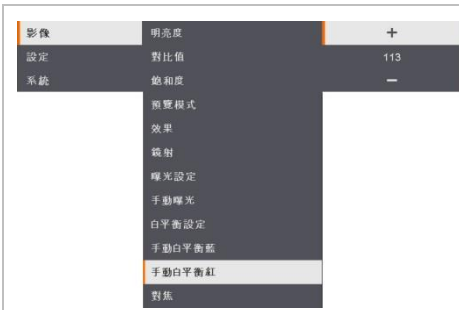 影像
設定
系統
明亮度
對比值
飽和度
預覽模式
效果
鏡射
曝光設定
手動曝光
白平衡設定
手動白平衡藍
手動白平衡紅
對焦
+
113
−